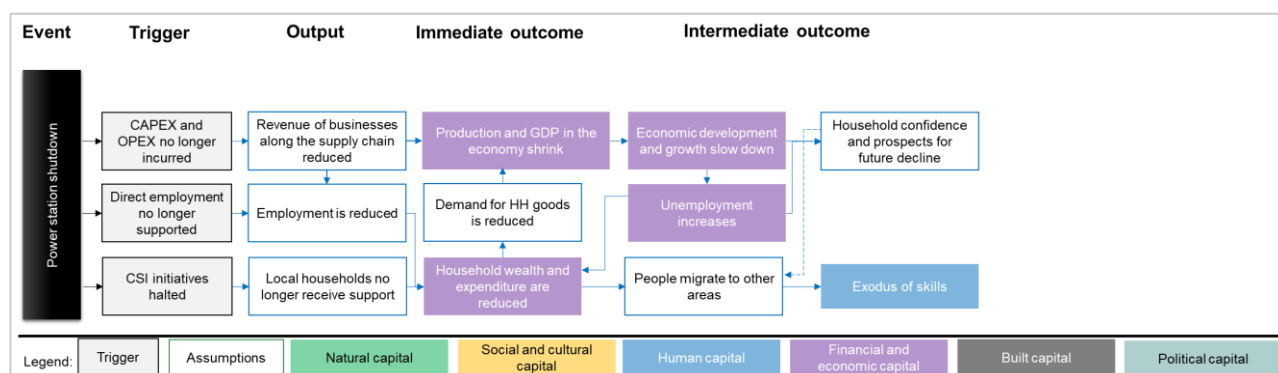 Event
Trigger
Output
Immediate outcome
Intermediate outcome
Power station shutdown
CAPEX and
OPEX no longer
incurred
Revenue of businesses
along the supply chain
reduced
Production and GDP in the
economy shrink
Economic development
and growth slow down
Household confidence
and prospects for
future decline
Direct employment
no longer
supported
Employment is reduced
Demand for HH goods
is reduced
Unemployment
increases
CSI initiatives
halted
Local households no
longer receive support
Household wealth and
expenditure are
reduced
People migrate to other
areas
Exodus of skills
Legend:
Trigger
Assumptions
Natural capital
Social and cultural
capital
Human capital
Financial and
economic capital
Built capital
Political capital